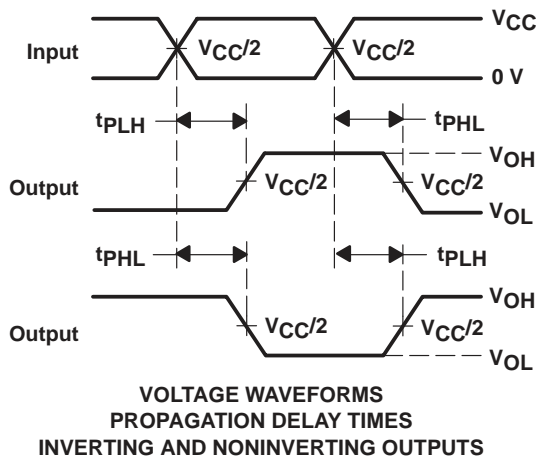 VCC
Input
VCC/2
VCC/2
0 V
tPLH
tPHL
VOH
Output
VCC/2
VCC/2
VOL
tPHL
tPLH
VOH
Output
VCC/2
VCC/2
VOL
VOLTAGE WAVEFORMS
PROPAGATION DELAY TIMES
INVERTING AND NONINVERTING OUTPUTS